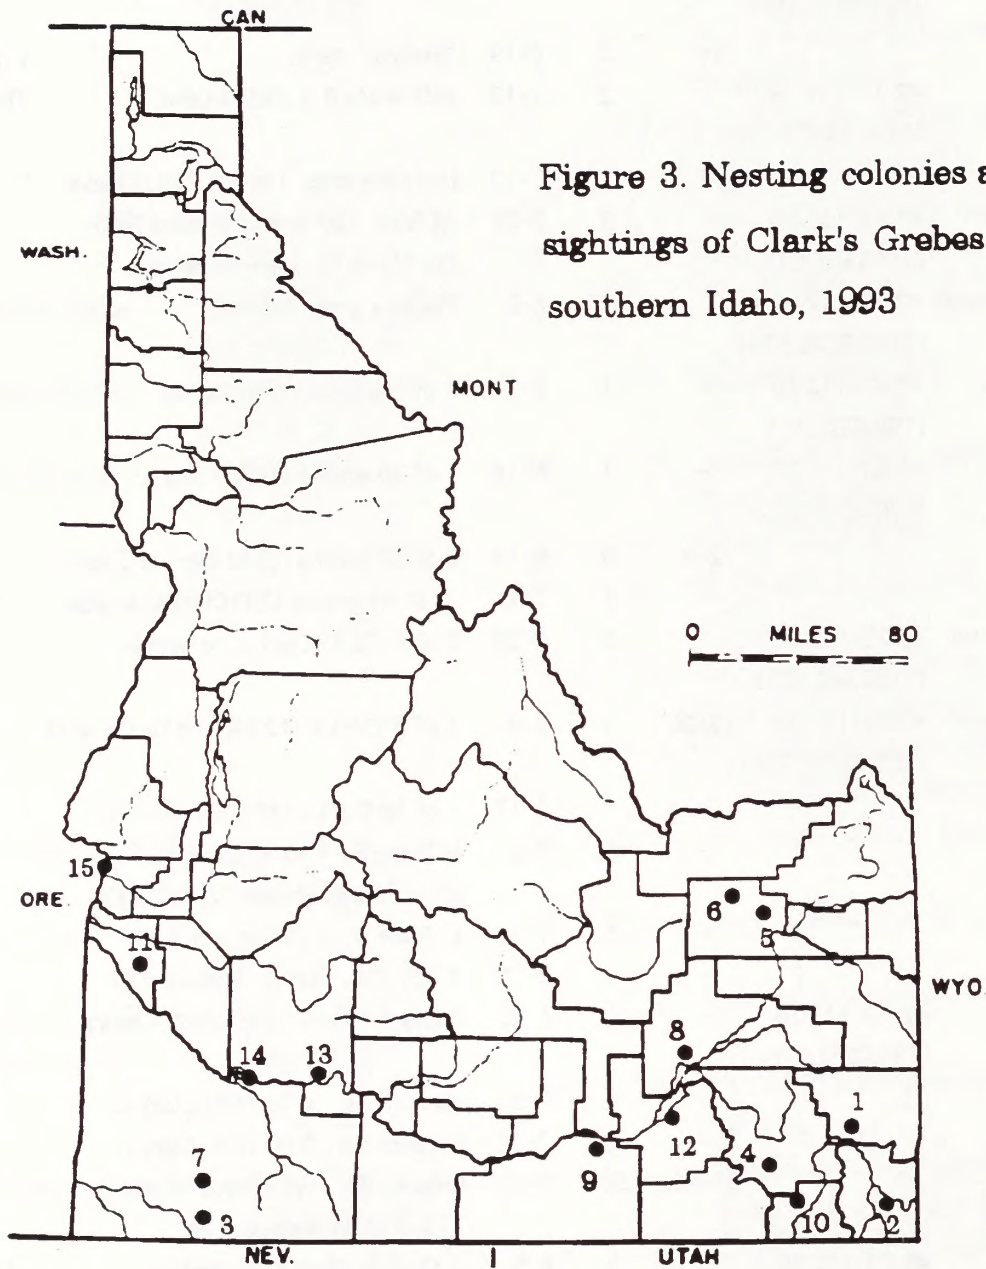 CAN
Figure 3. Nesting colonies a
sightings of Clark's Grebes
southern Idaho, 1993
WASH.
MONT
0 MILES 80
15
ORE.
11
6
5
WYO.
8
14 13
1
12
4
7
9
3
10
2
NEV.
UTAH